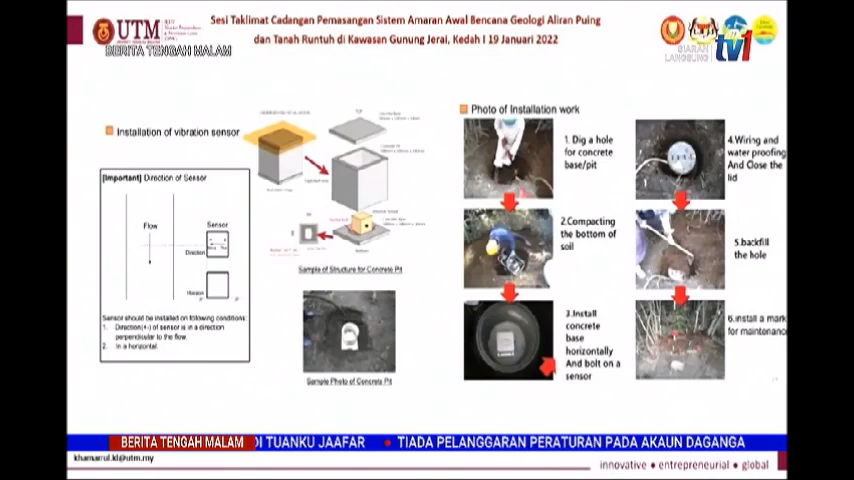 UTM
Sesi Taklimat Cadangan Pemasangan Sistem Amaran Awal Bencana Geologi Aliran Puing
dan Tanah Runtuh di Kawasan Gunung Jerai, Kedah I 19 Januari 2022
BERITA TENGAH MALAM
SIARAN
LANGSUNG
tv1
Installation of vibration sensor
[Important] Direction of Sensor
Flow
Sensor
Direction
Sensor should be installed on following conditions:
1. Direction(+-) of sensor is in a direction
perpendicular to the flow.
2. In a horizontal.
Sample of Structure for Concrete Pit
Sample Photo of Concrete Pit
Photo of Installation work
1. Dig a hole
for concrete
base/pit
2.Compacting
the bottom of
soil
3.Install
concrete
base
horizontally
And bolt on a
sensor
4.Wiring and
water proofing
And Close the
lid
5.backfill
the hole
6.install a mark
for maintenance
BERITA TENGAH MALAM
DI TUANKU JAAFAR • TIADA PELANGGARAN PERATURAN PADA AKAUN DAGANGA
khamarrul.kl@utm.my
innovative • entrepreneurial • global